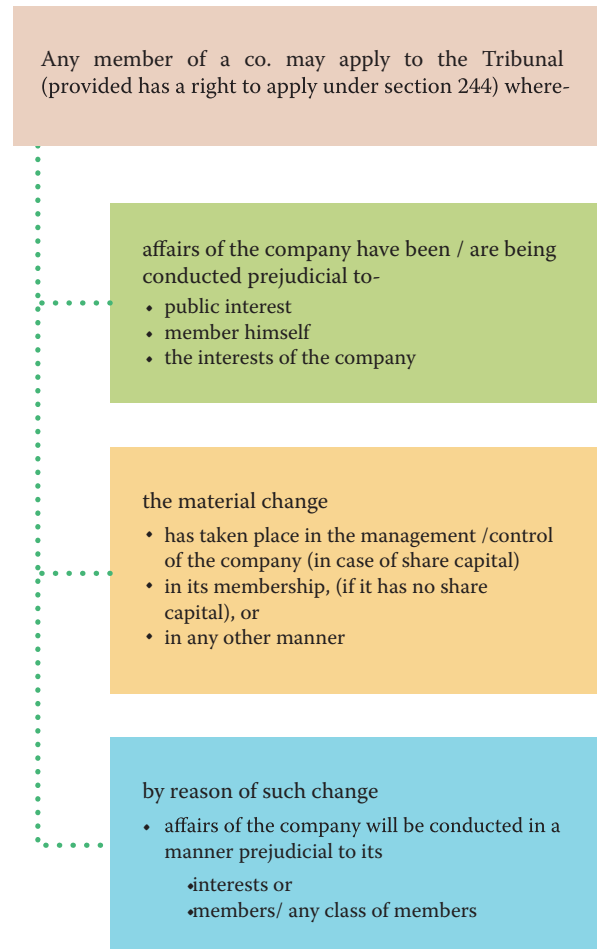 Any member of a co. may apply to the Tribunal
(provided has a right to apply under section 244) where-
affairs of the company have been / are being
conducted prejudicial to-
• public interest
• member himself
• the interests of the company
the material change
• has taken place in the management /control
of the company (in case of share capital)
• in its membership, (if it has no share
capital), or
• in any other manner
by reason of such change
• affairs of the company will be conducted in a
manner prejudicial to its
•interests or
•members/ any class of members